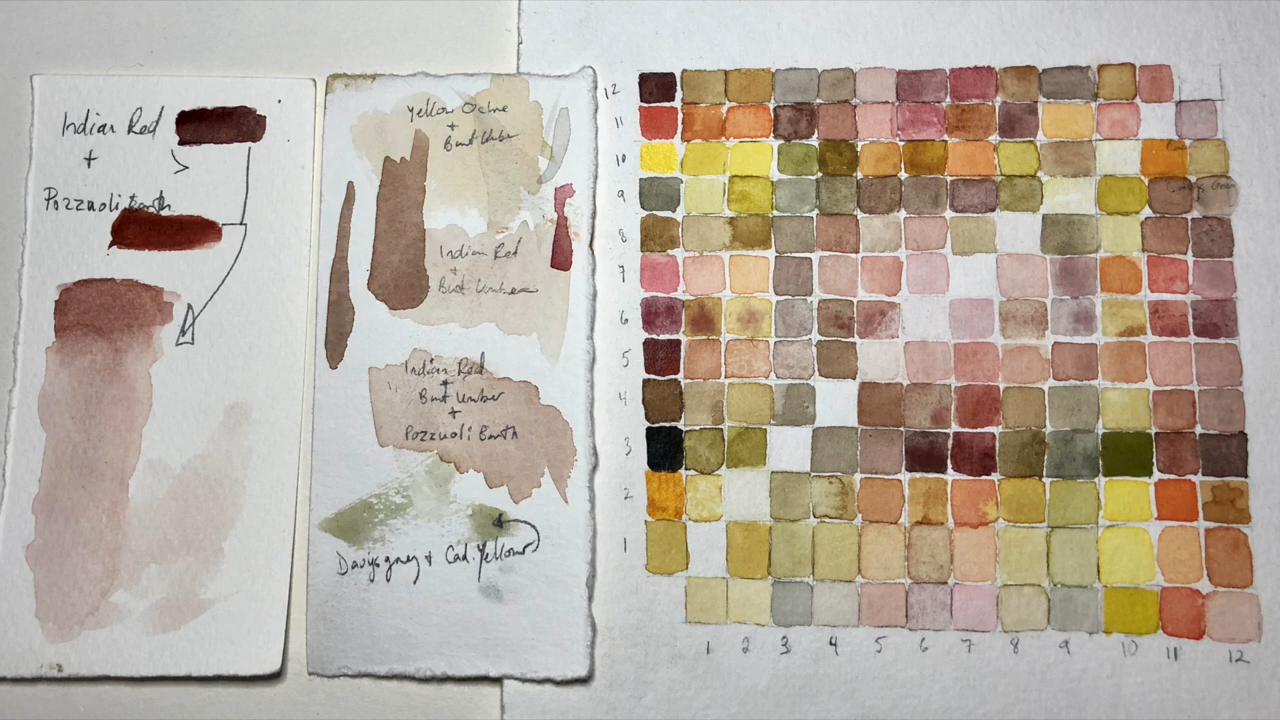 Indian Red
+
Pozzuoli Earth
Yellow Ochre
+
Burnt Umber
Indian Red
+
Burnt Umber
Indian Red
+
Burnt Umber
+
Pozzuoli Earth
Davys grey + Cad. Yellow
12
11
10
9
8
7
6
5
4
3
2
1
1 2 3 4 5 6 7 8 9 10 11 12